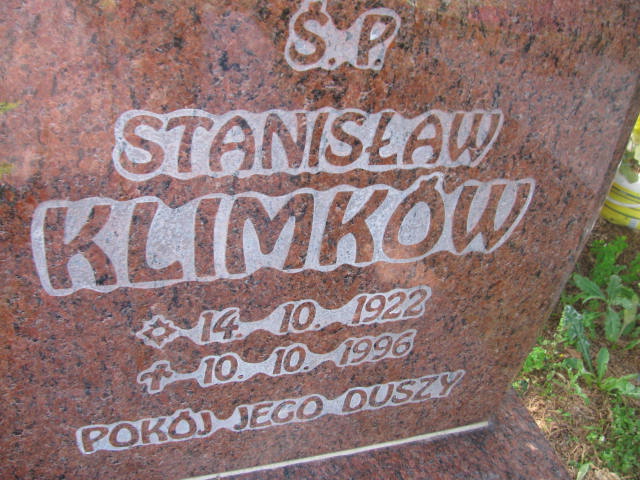 Ś.P.
STANISŁAW
KLIMKÓW
14. 10. 1922
10. 10. 1996
POKÓJ JEGO DUSZY